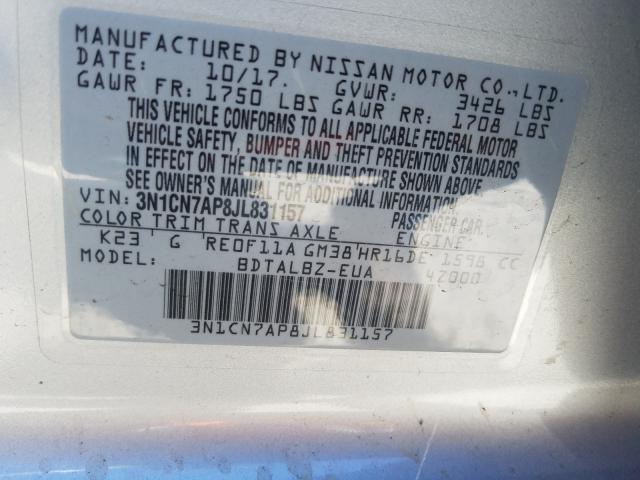 MANUFACTURED BY NISSAN MOTOR CO.,LTD.
DATE: 10/17. GVWR: 3426 LBS
GAWR FR: 1750 LBS GAWR RR: 1708 LBS
THIS VEHICLE CONFORMS TO ALL APPLICABLE FEDERAL MOTOR
VEHICLE SAFETY, BUMPER AND THEFT PREVENTION STANDARDS
IN EFFECT ON THE DATE OF MANUFACTURE SHOWN ABOVE.
SEE OWNER'S MANUAL FOR ADDITIONAL INFORMATION.
VIN: 3N1CN7AP8JL831157 PASSENGER CAR.
COLOR TRIM TRANS AXLE ENGINE
K23 G RE0F11A GM38 HR16DE 1598 CC
MODEL: BDTALBZ-EUA 42000
3N1CN7AP8JL831157